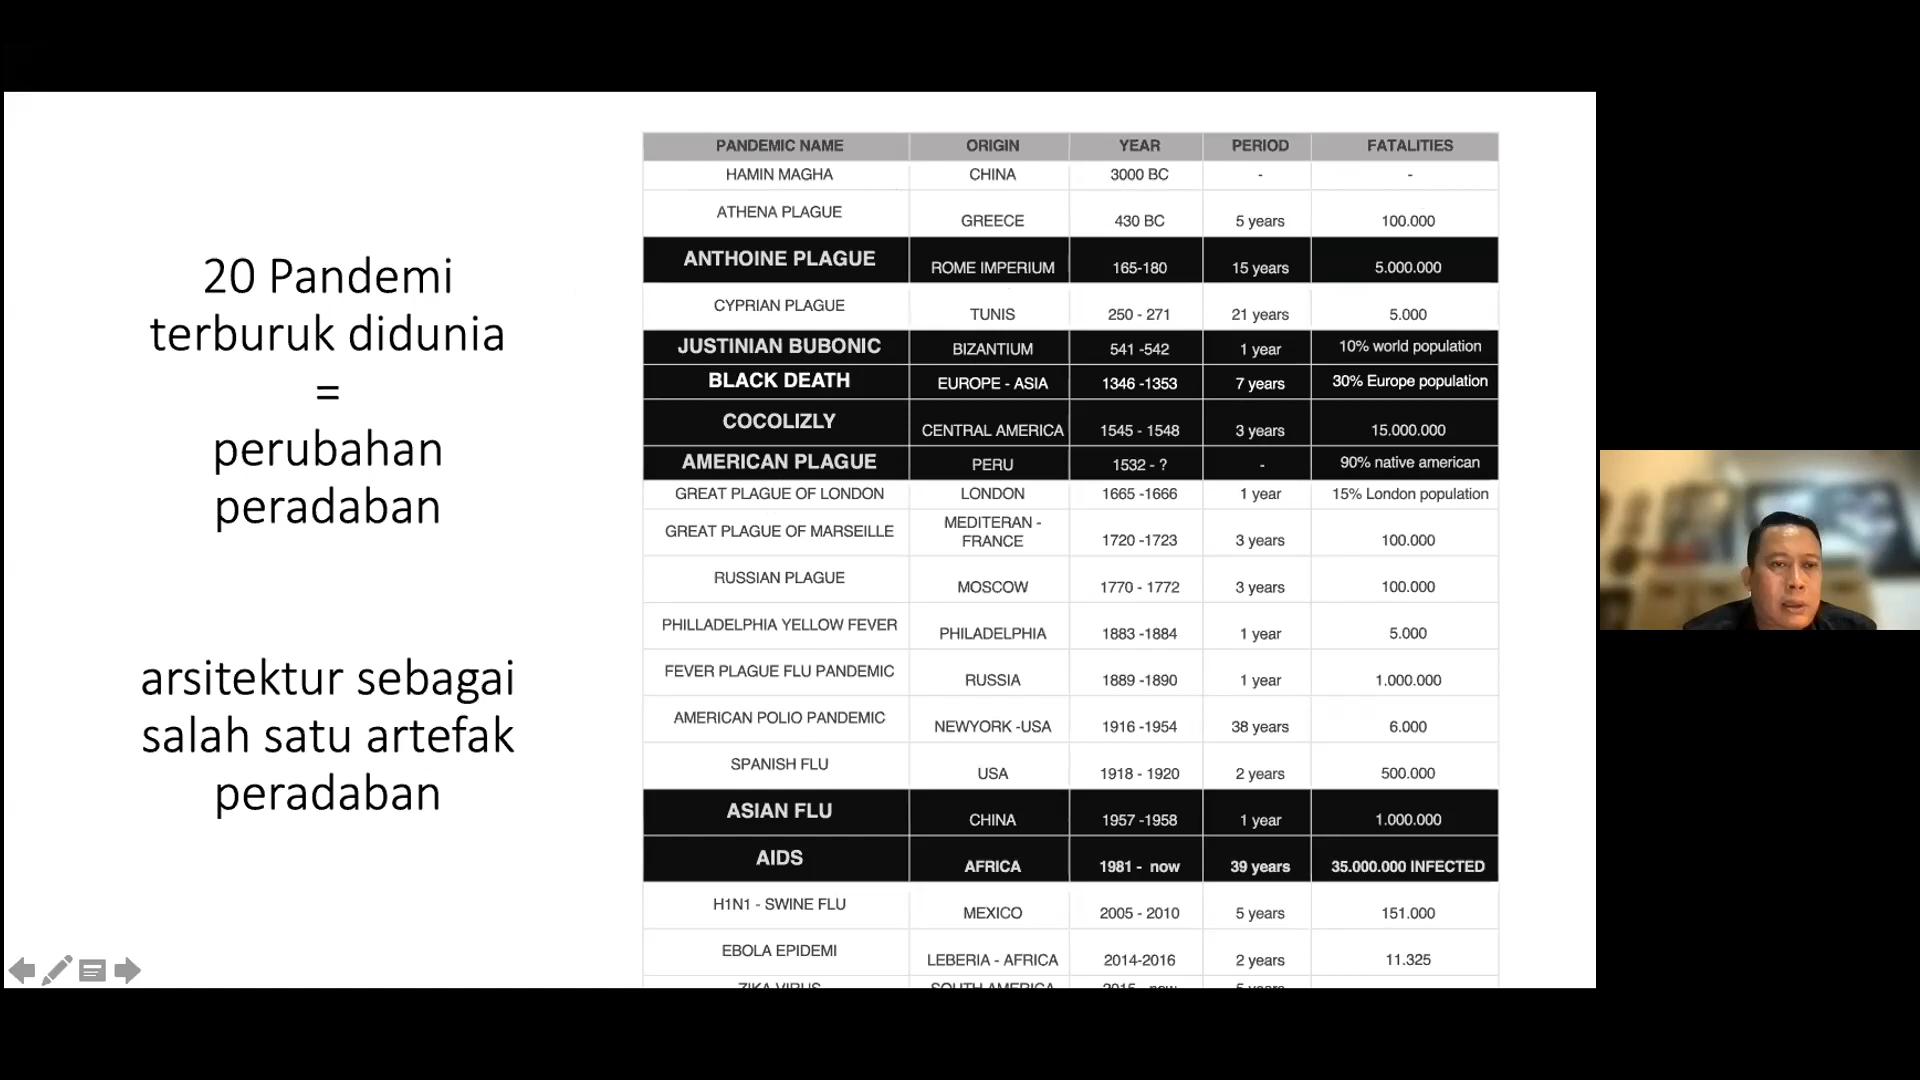 20 Pandemi
terburuk didunia
=
perubahan
peradaban
arsitektur sebagai
salah satu artefak
peradaban
PANDEMIC NAME ORIGIN YEAR PERIOD FATALITIES
HAMIN MAGHA CHINA 3000 BC - -
ATHENA PLAGUE GREECE 430 BC 5 years 100.000
ANTHOINE PLAGUE ROME IMPERIUM 165-180 15 years 5.000.000
CYPRIAN PLAGUE TUNIS 250 - 271 21 years 5.000
JUSTINIAN BUBONIC BIZANTIUM 541 -542 1 year 10% world population
BLACK DEATH EUROPE - ASIA 1346 -1353 7 years 30% Europe population
COCOLIZLY CENTRAL AMERICA 1545 - 1548 3 years 15.000.000
AMERICAN PLAGUE PERU 1532 - ? - 90% native american
GREAT PLAGUE OF LONDON LONDON 1665 -1666 1 year 15% London population
GREAT PLAGUE OF MARSEILLE MEDITERAN -
FRANCE 1720 -1723 3 years 100.000
RUSSIAN PLAGUE MOSCOW 1770 - 1772 3 years 100.000
PHILLADELPHIA YELLOW FEVER PHILADELPHIA 1883 -1884 1 year 5.000
FEVER PLAGUE FLU PANDEMIC RUSSIA 1889 -1890 1 year 1.000.000
AMERICAN POLIO PANDEMIC NEWYORK -USA 1916 -1954 38 years 6.000
SPANISH FLU USA 1918 - 1920 2 years 500.000
ASIAN FLU CHINA 1957 -1958 1 year 1.000.000
AIDS AFRICA 1981 - now 39 years 35.000.000 INFECTED
H1N1 - SWINE FLU MEXICO 2005 - 2010 5 years 151.000
EBOLA EPIDEMI LEBERIA - AFRICA 2014-2016 2 years 11.325
ZIKA VIRUS SOUTH AMERICA 2015 - now 5 years